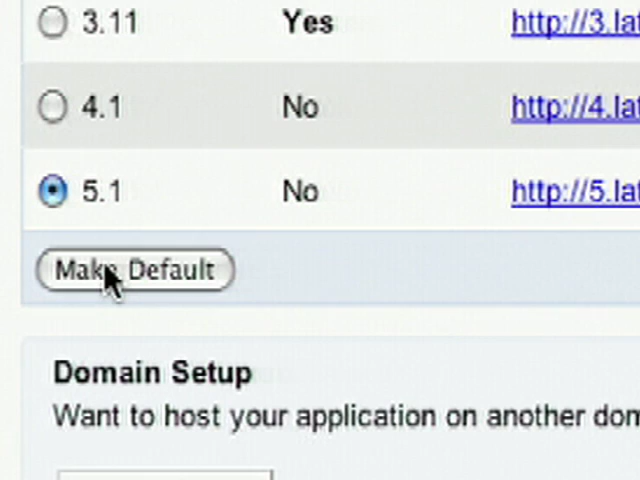 3.11 Yes http://3.la
4.1 No http://4.la
5.1 No http://5.la
Make Default
Domain Setup
Want to host your application on another